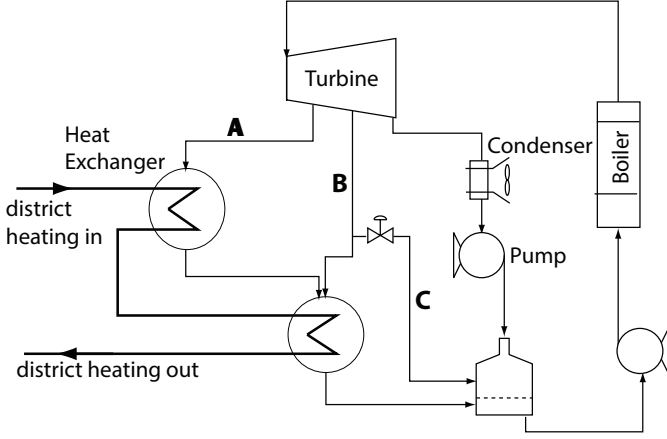 Turbine
A
Heat
Exchanger
Condenser
Boiler
B
district
heating in
Pump
C
district heating out